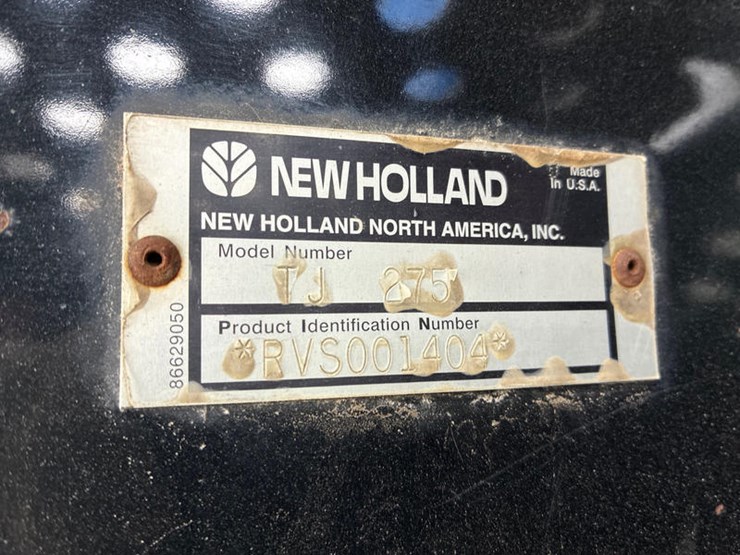 NEW HOLLAND
Made
in U.S.A.
NEW HOLLAND NORTH AMERICA, INC.
Model Number
TJ 275
Product Identification Number
*RVS001404*
86629050